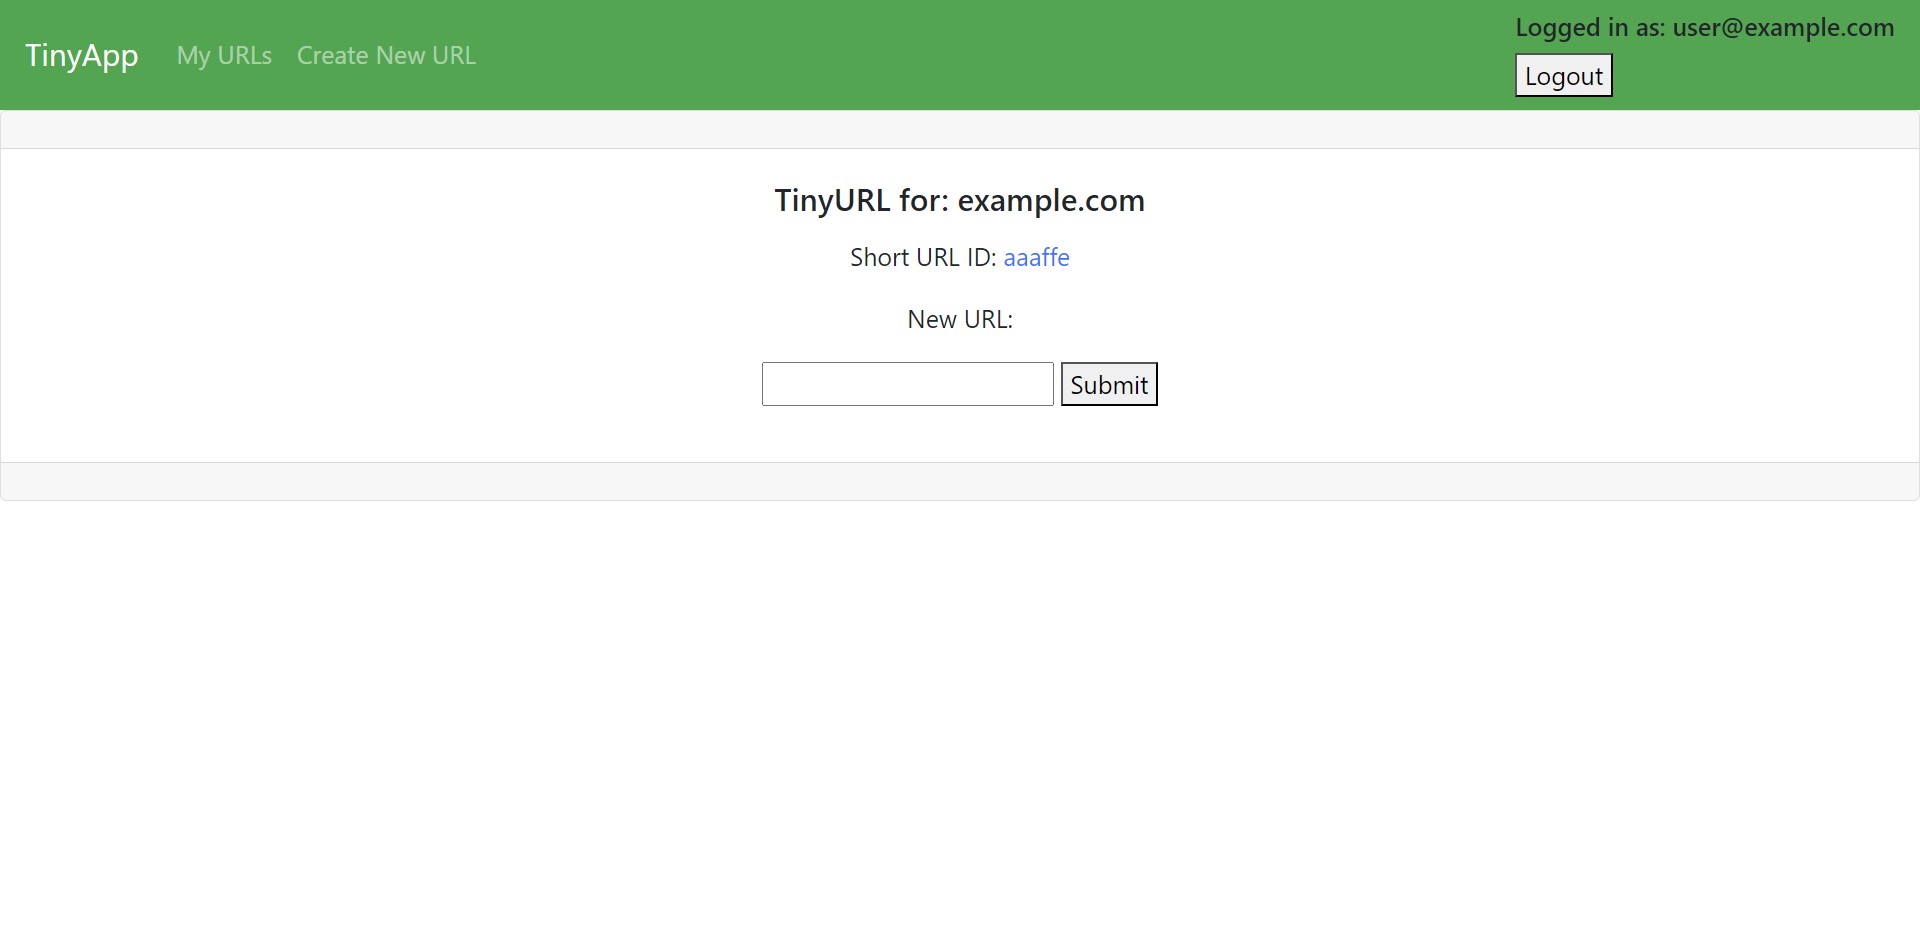 TinyApp
My URLs
Create New URL
Logged in as: user@example.com
Logout
TinyURL for: example.com
Short URL ID: aaaffe
New URL:
Submit